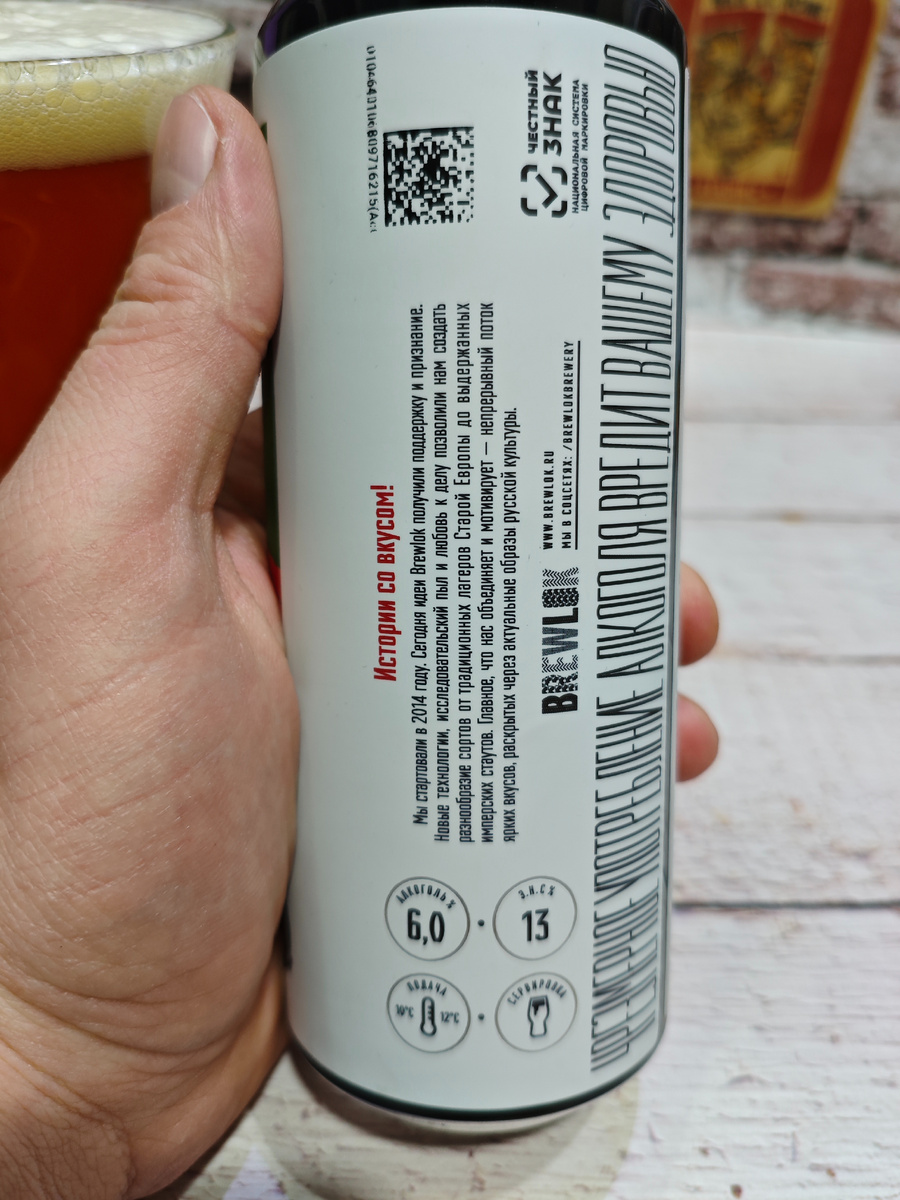 Истории со вкусом!
Мы стартовали в 2014 году. Сегодня идеи Brewlok получили поддержку и признание.
Новые технологии, исследовательский пыл и любовь к делу позволили нам создать
разнообразие сортов от традиционных лагеров Старой Европы до выдержанных
имперских стаутов. Главное, что нас объединяет и мотивирует — непрерывный поток
ярких вкусов, раскрытых через актуальные образы русской культуры.
BREWLOK
WWW.BREWLOK.RU
МЫ В СОЦСЕТЯХ: /BREWLOKBREWERY
ЧРЕЗМЕРНОЕ УПОТРЕБЛЕНИЕ АЛКОГОЛЯ ВРЕДИТ ВАШЕМУ ЗДОРОВЬЮ
АЛКОГОЛЬ %
6,0
Э.Н.С %
13
ПОДАЧА
10°C 12°C
СЕРВИРОВКА
ЧЕСТНЫЙ
ЗНАК
НАЦИОНАЛЬНАЯ СИСТЕМА
ЦИФРОВОЙ МАРКИРОВКИ